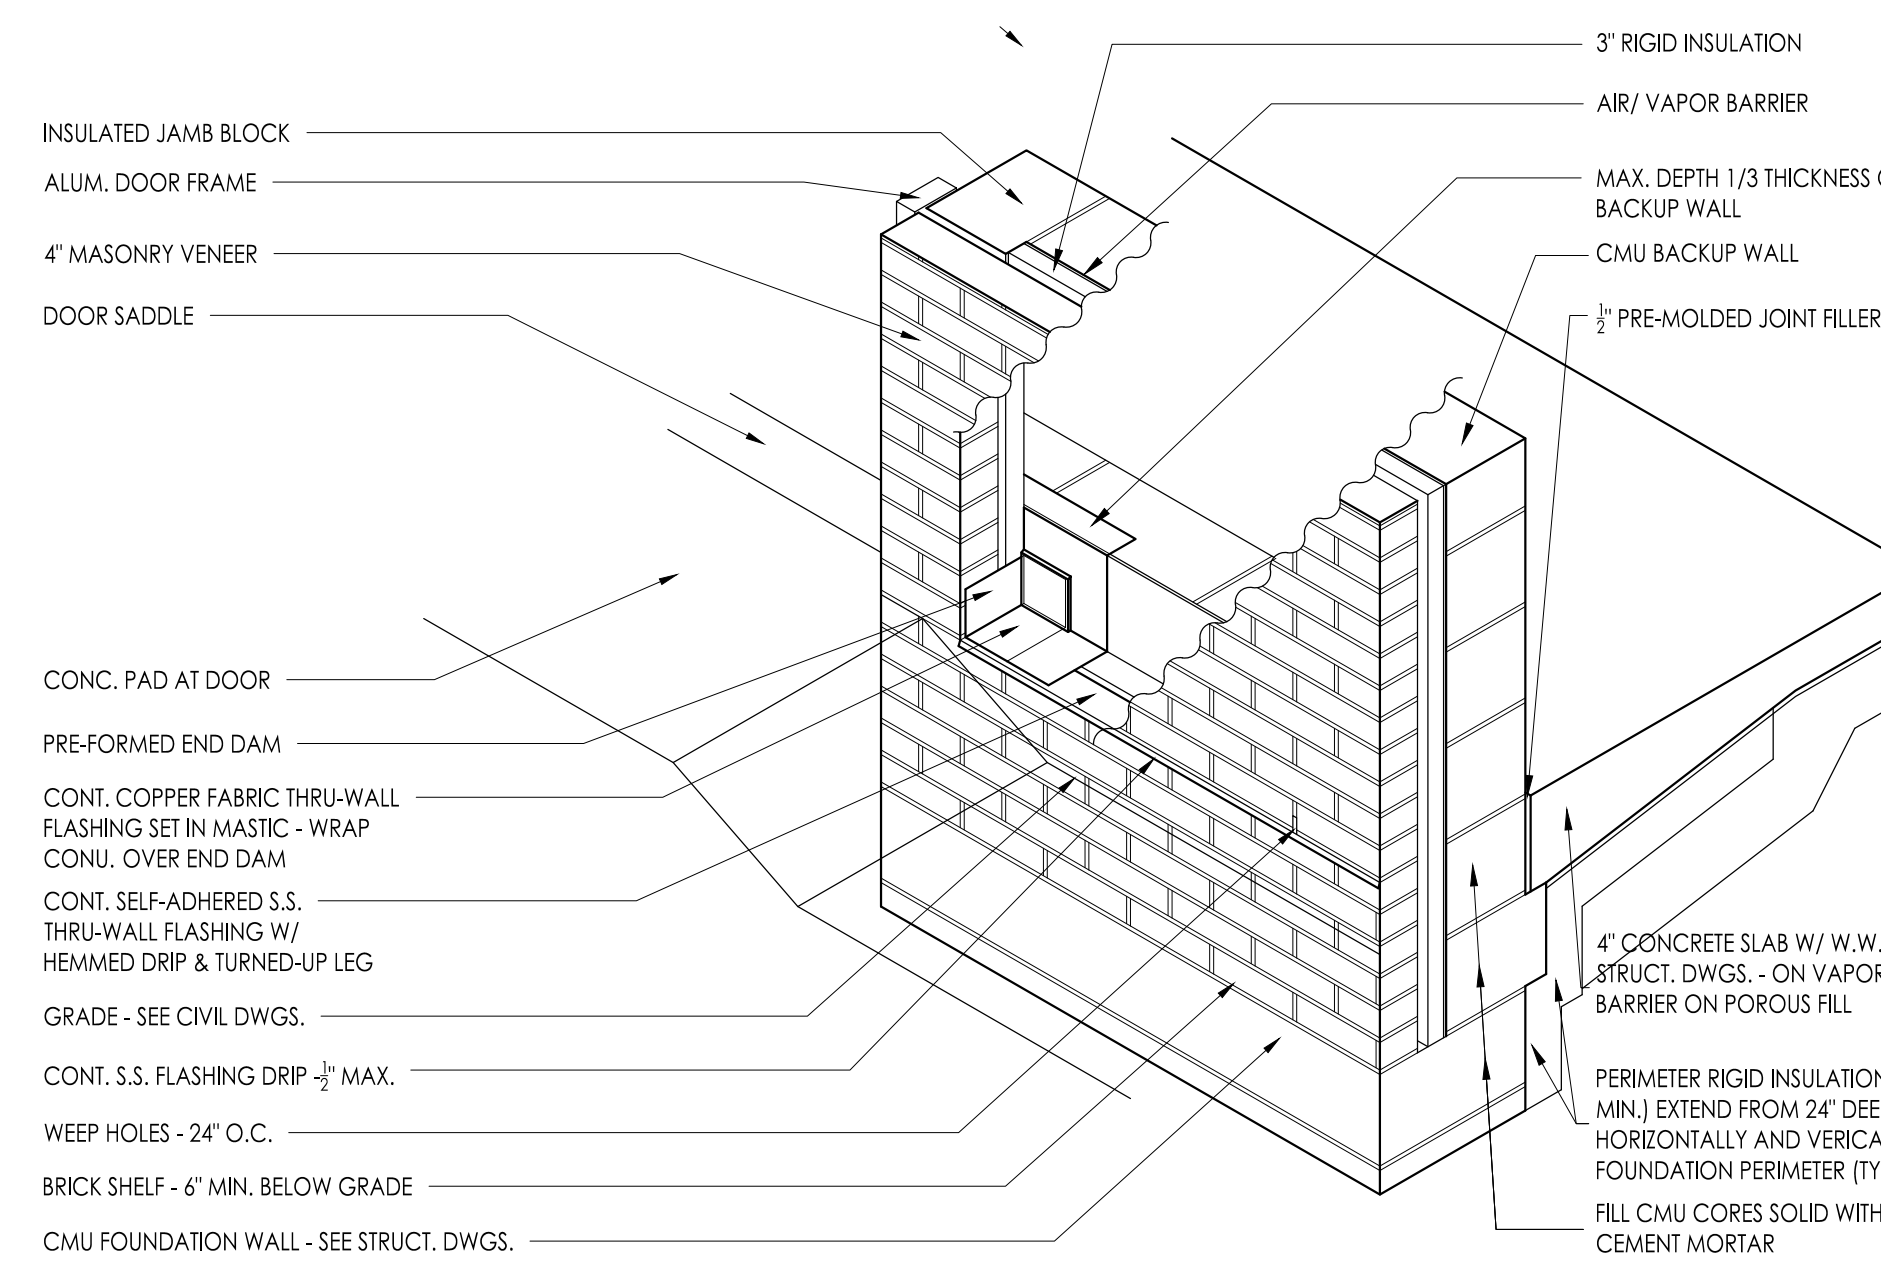 INSULATED JAMB BLOCK
ALUM. DOOR FRAME
4" MASONRY VENEER
DOOR SADDLE
CONC. PAD AT DOOR
PRE-FORMED END DAM
CONT. COPPER FABRIC THRU-WALL
FLASHING SET IN MASTIC - WRAP
CONU. OVER END DAM
CONT. SELF-ADHERED S.S.
THRU-WALL FLASHING W/
HEMMED DRIP & TURNED-UP LEG
GRADE - SEE CIVIL DWGS.
CONT. S.S. FLASHING DRIP -½" MAX.
WEEP HOLES - 24" O.C.
BRICK SHELF - 6" MIN. BELOW GRADE
CMU FOUNDATION WALL - SEE STRUCT. DWGS.
3" RIGID INSULATION
AIR/ VAPOR BARRIER
MAX. DEPTH 1/3 THICKNESS
BACKUP WALL
CMU BACKUP WALL
½" PRE-MOLDED JOINT FILLER
4" CONCRETE SLAB W/ W.W.
STRUCT. DWGS. - ON VAPOR
BARRIER ON POROUS FILL
PERIMETER RIGID INSULATION
MIN.) EXTEND FROM 24" DEE
HORIZONTALLY AND VERICA
FOUNDATION PERIMETER (TY
FILL CMU CORES SOLID WITH
CEMENT MORTAR